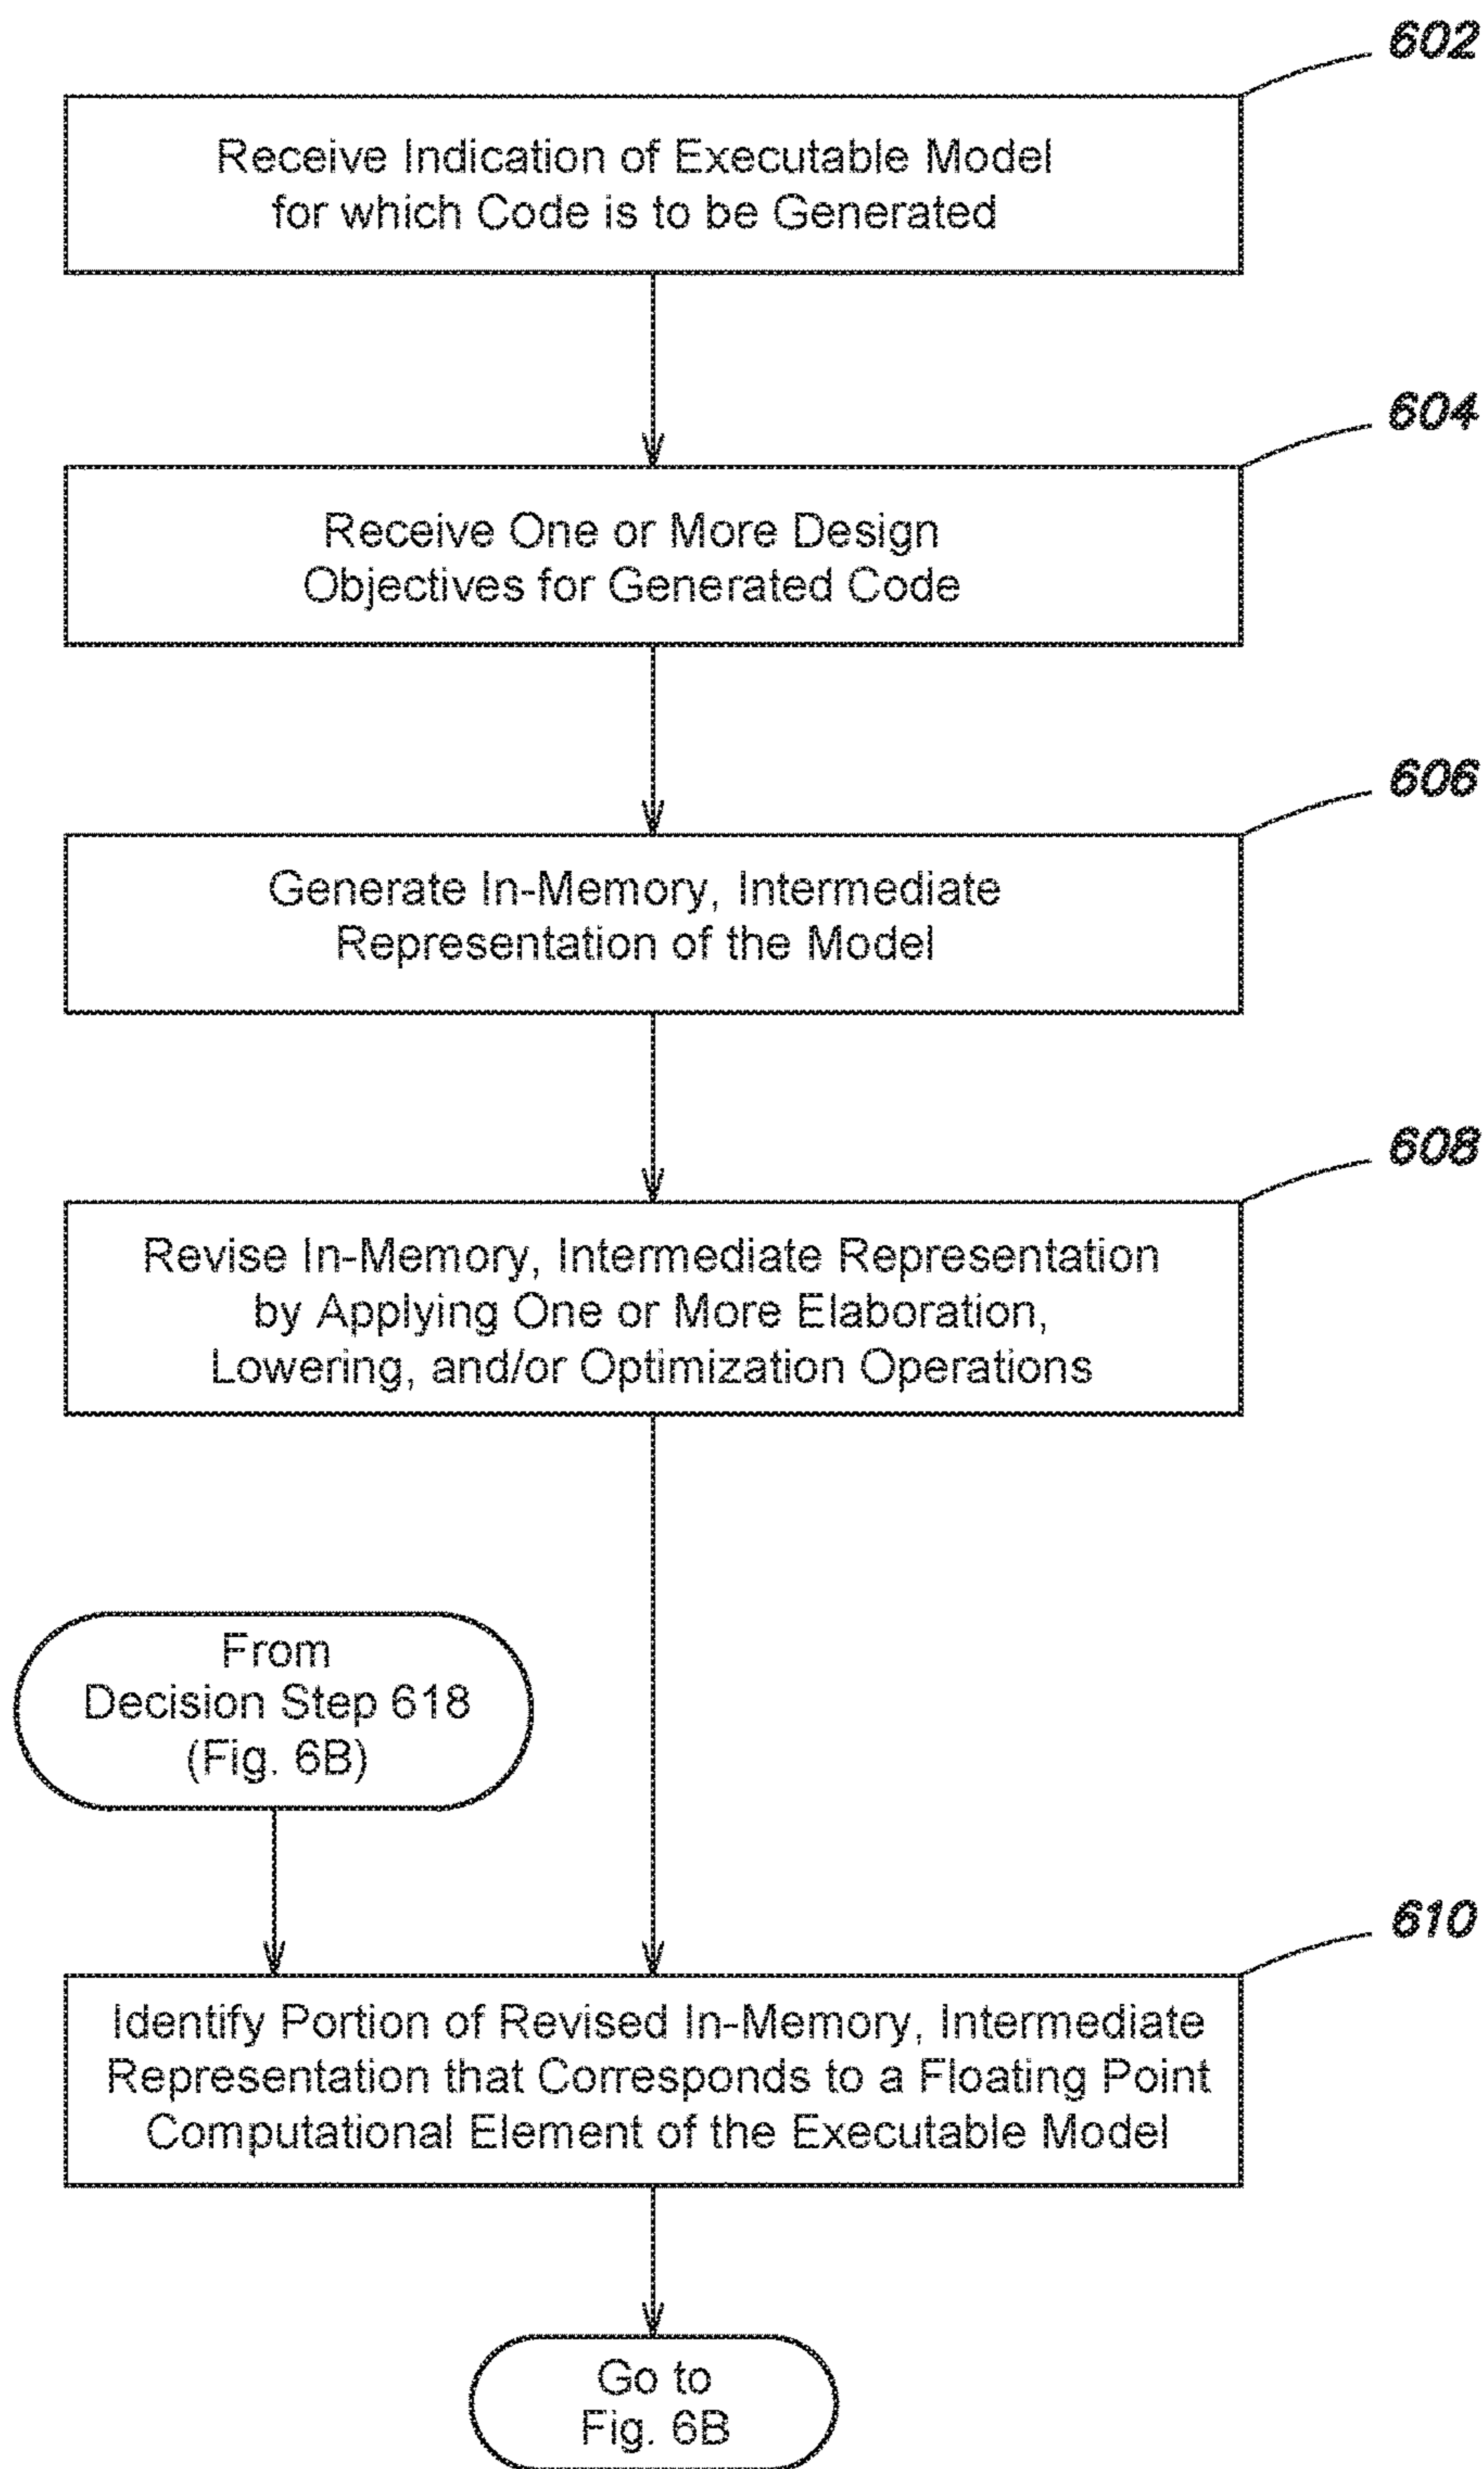 602
Receive Indication of Executable Model
for which Code is to be Generated
604
Receive One or More Design
Objectives for Generated Code
606
Generate In-Memory, Intermediate
Representation of the Model
608
Revise In-Memory, Intermediate Representation
by Applying One or More Elaboration,
Lowering, and/or Optimization Operations
From
Decision Step 618
(Fig. 6B)
610
Identify Portion of Revised In-Memory, Intermediate
Representation that Corresponds to a Floating Point
Computational Element of the Executable Model
Go to
Fig. 6B